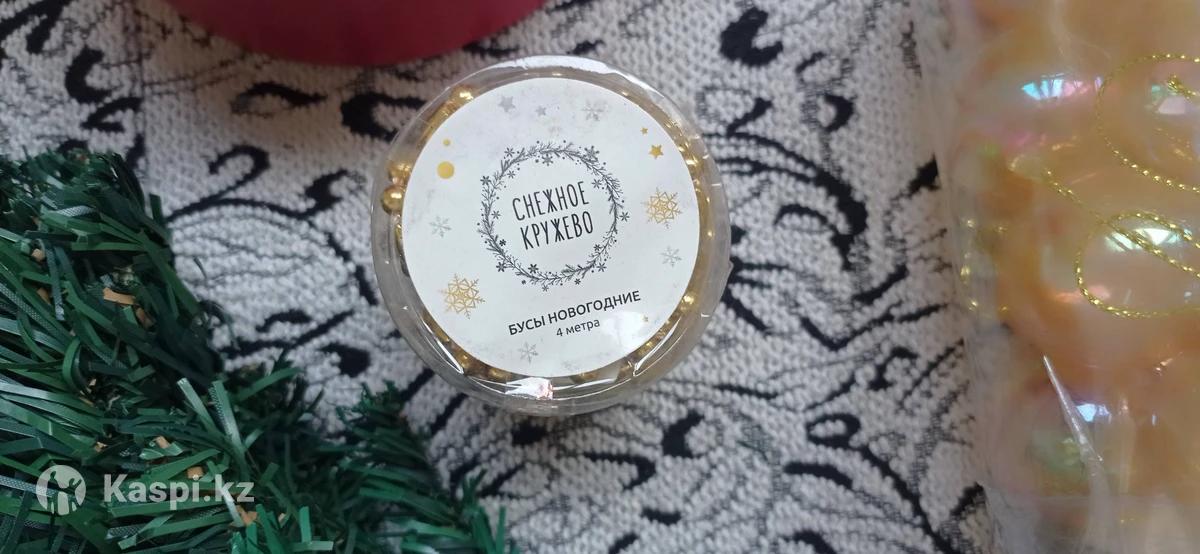 СНЕЖНОЕ
КРУЖЕВО
БУСЫ НОВОГОДНИЕ
4 метра
Kaspi.kz